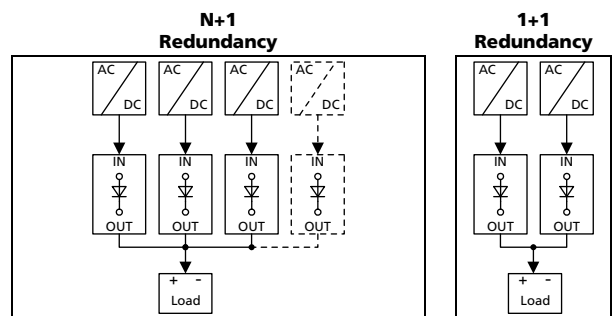 N+1
Redundancy
1+1
Redundancy
AC DC
AC DC
AC DC
AC DC
AC DC
AC DC
IN
IN
IN
IN
IN
IN
OUT
OUT
OUT
OUT
OUT
OUT
+ -
Load
+ -
Load